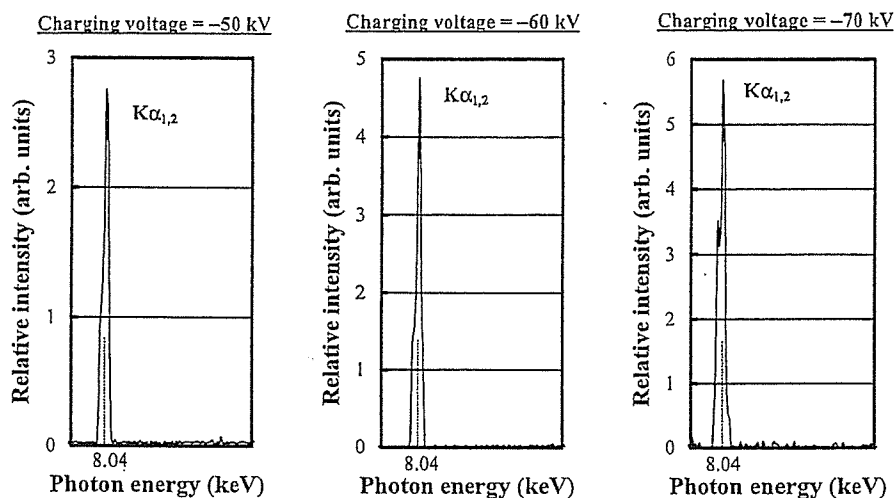 Charging voltage = −50 kV
3
2
1
0
Relative intensity (arb. units)
Kα1,2
8.04
Photon energy (keV)
Charging voltage = −60 kV
5
4
3
2
1
0
Relative intensity (arb. units)
Kα1,2
8.04
Photon energy (keV)
Charging voltage = −70 kV
6
5
4
3
2
1
0
Relative intensity (arb. units)
Kα1,2
8.04
Photon energy (keV)